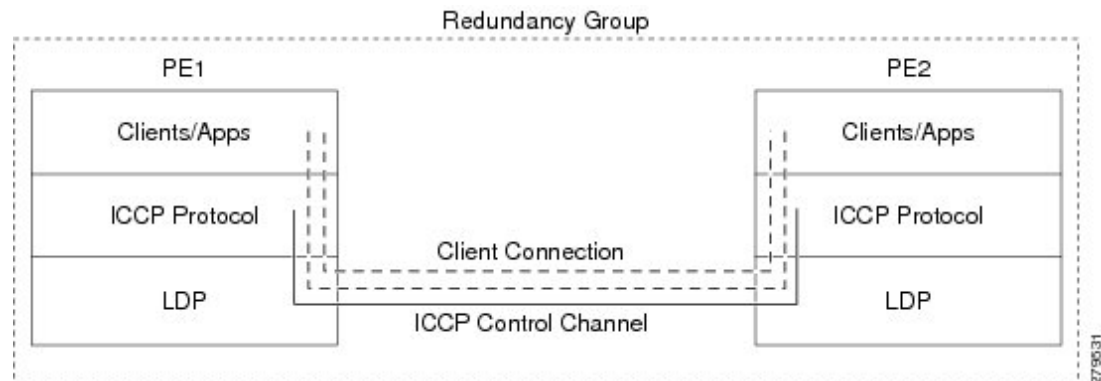 Redundancy Group
PE1
PE2
Clients/Apps
Clients/Apps
ICCP Protocol
ICCP Protocol
Client Connection
LDP
LDP
ICCP Control Channel
279531